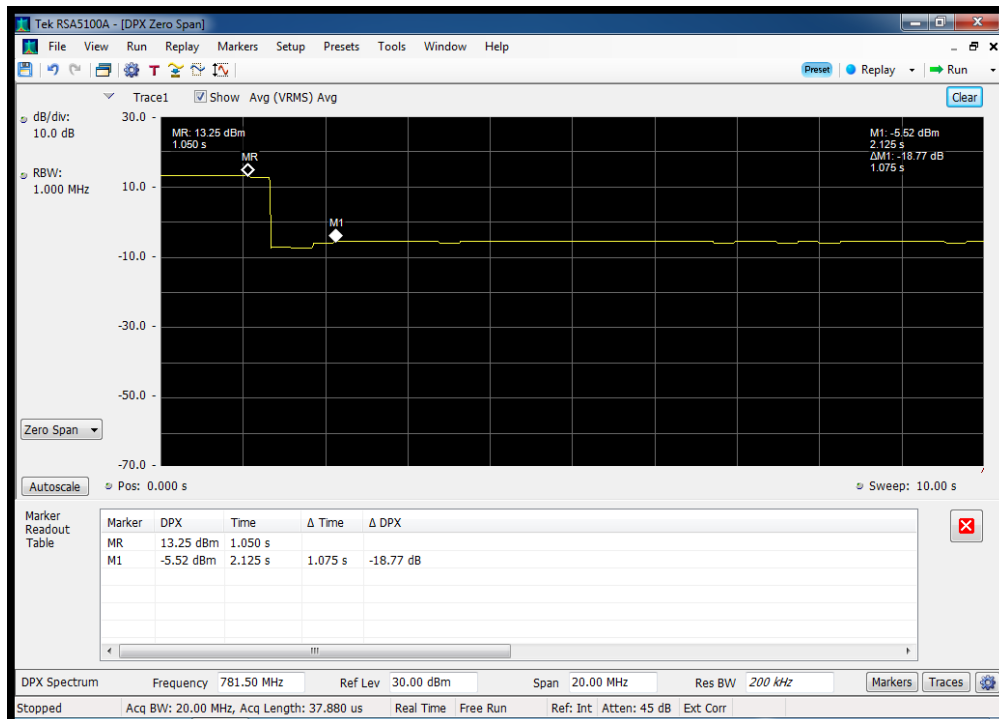 Tek RSA5100A - [DPX Zero Span]
File View Run Replay Markers Setup Presets Tools Window Help
T Preset Replay Run
Trace1 Show Avg (VRMS) Avg Clear
dB/div:
10.0 dB
RBW:
1.000 MHz
30.0
10.0
-10.0
-30.0
-50.0
-70.0
MR: 13.25 dBm
1.050 s
MR
M1
M1: -5.52 dBm
2.125 s
ΔM1: -18.77 dB
1.075 s
Zero Span
Autoscale Pos: 0.000 s Sweep: 10.00 s
Marker
Readout
Table
Marker DPX Time Δ Time Δ DPX
MR 13.25 dBm 1.050 s
M1 -5.52 dBm 2.125 s 1.075 s -18.77 dB
DPX Spectrum Frequency 781.50 MHz Ref Lev 30.00 dBm Span 20.00 MHz Res BW 200 kHz Markers Traces
Stopped Acq BW: 20.00 MHz, Acq Length: 37.880 us Real Time Free Run Ref: Int Atten: 45 dB Ext Corr